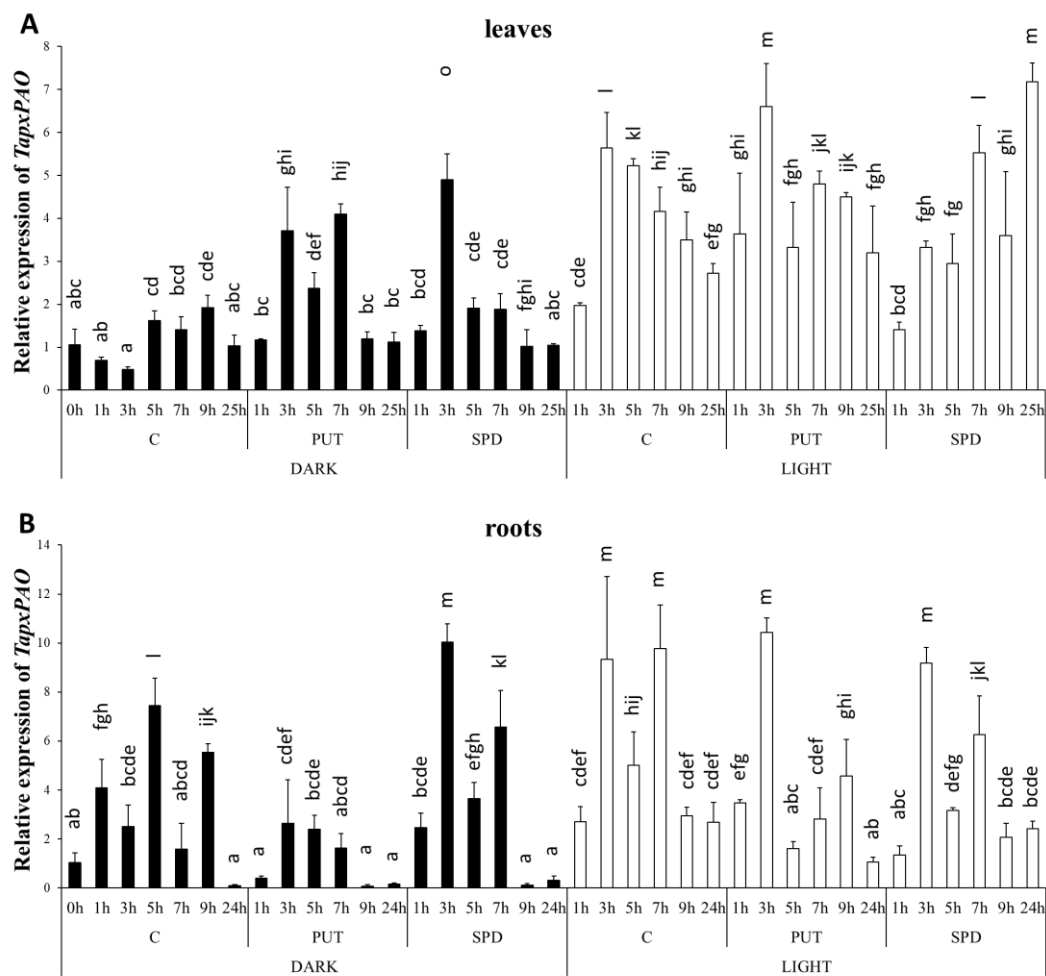 A
leaves
Relative expression of TapxPAO
8
7
6
5
4
3
2
1
0
abc
ab
a
cd
bcd
cde
abc
bc
ghi
def
hij
bc
bc
bcd
o
cde
cde
fghi
abc
cde
l
kl
hij
ghi
efg
ghi
m
fgh
jkl
ijk
fgh
bcd
fgh
fg
l
ghi
m
0h 1h 3h 5h 7h 9h 25h 1h 3h 5h 7h 9h 25h 1h 3h 5h 7h 9h 25h 1h 3h 5h 7h 9h 25h 1h 3h 5h 7h 9h 25h 1h 3h 5h 7h 9h 25h
C PUT SPD C PUT SPD
DARK LIGHT
B
roots
Relative expression of TapxPAO
14
12
10
8
6
4
2
0
ab
fgh
bcde
l
abcd
ijk
a
a
cdef
bcde
abcd
a
a
bcde
m
efgh
kl
a
a
cdef
m
hij
m
cdef
cdef
efg
m
abc
cdef
ghi
ab
abc
m
defg
jkl
bcde
bcde
0h 1h 3h 5h 7h 9h 24h 1h 3h 5h 7h 9h 24h 1h 3h 5h 7h 9h 24h 1h 3h 5h 7h 9h 24h 1h 3h 5h 7h 9h 24h 1h 3h 5h 7h 9h 24h
C PUT SPD C PUT SPD
DARK LIGHT